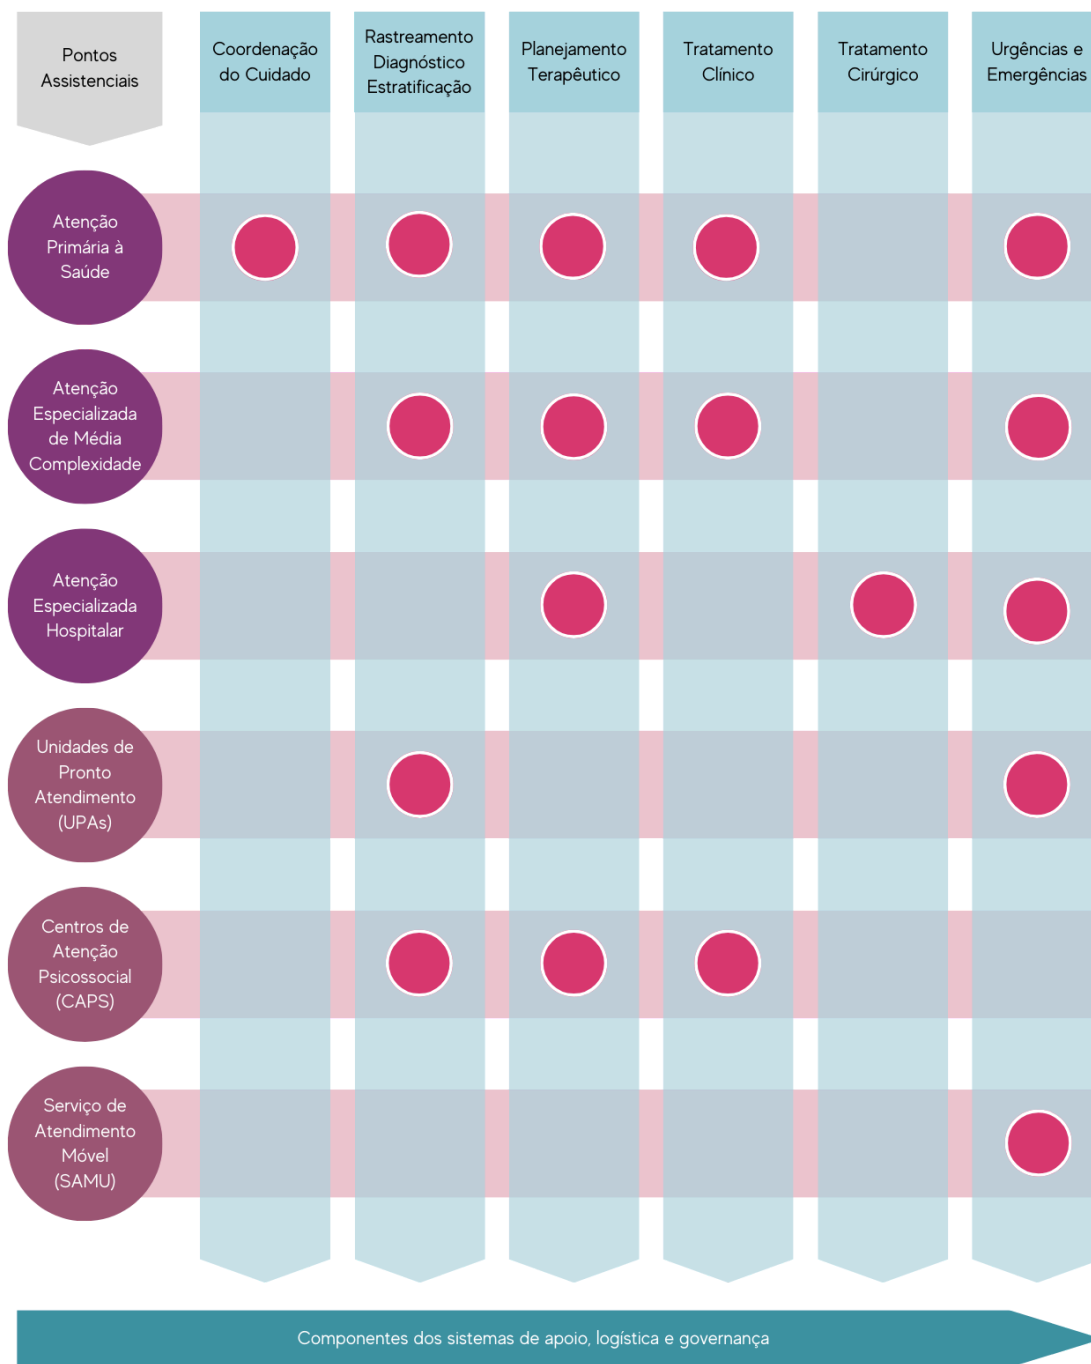 Pontos
Assistenciais
Coordenação
do Cuidado
Rastreamento
Diagnóstico
Estratificação
Planejamento
Terapêutico
Tratamento
Clínico
Tratamento
Cirúrgico
Urgências e
Emergências
Atenção
Primária à
Saúde
Atenção
Especializada
de Média
Complexidade
Atenção
Especializada
Hospitalar
Unidades de
Pronto
Atendimento
(UPAs)
Centros de
Atenção
Psicossocial
(CAPS)
Serviço de
Atendimento
Móvel
(SAMU)
Componentes dos sistemas de apoio, logística e governança